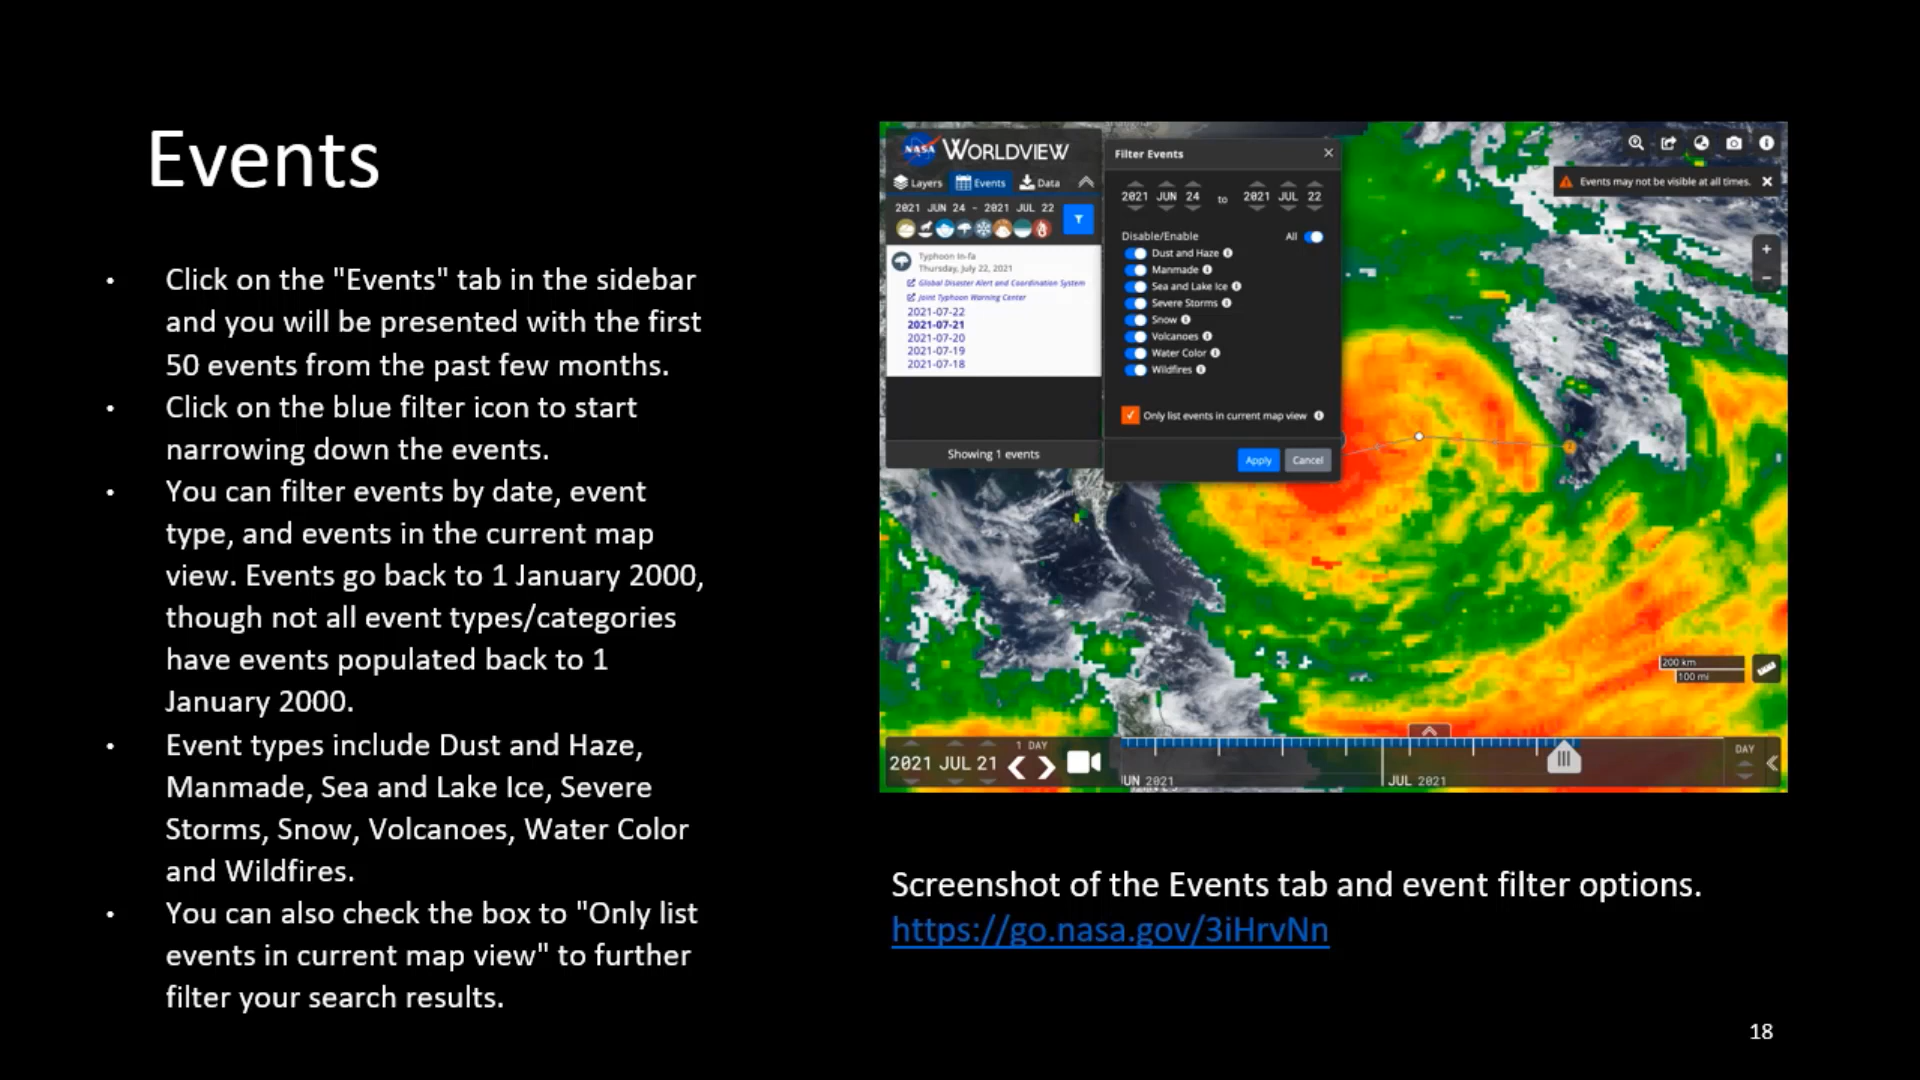 Events
• Click on the "Events" tab in the sidebar
and you will be presented with the first
50 events from the past few months.
• Click on the blue filter icon to start
narrowing down the events.
• You can filter events by date, event
type, and events in the current map
view. Events go back to 1 January 2000,
though not all event types/categories
have events populated back to 1
January 2000.
• Event types include Dust and Haze,
Manmade, Sea and Lake Ice, Severe
Storms, Snow, Volcanoes, Water Color
and Wildfires.
• You can also check the box to "Only list
events in current map view" to further
filter your search results.
NASA WORLDVIEW
Layers Events Data
2021 JUN 24 - 2021 JUL 22
Typhoon In-fa
Thursday, July 22, 2021
Global Disaster Alert and Coordination System
Joint Typhoon Warning Center
2021-07-22
2021-07-21
2021-07-20
2021-07-19
2021-07-18
Showing 1 events
Filter Events
2021 JUN 24 to 2021 JUL 22
Disable/Enable All
Dust and Haze
Manmade
Sea and Lake Ice
Severe Storms
Snow
Volcanoes
Water Color
Wildfires
Only list events in current map view
Apply Cancel
Events may not be visible at all times.
+
-
200 km
100 mi
2021 JUL 21
1 DAY
UN 2021
JUL 2021
DAY
Screenshot of the Events tab and event filter options.
https://go.nasa.gov/3iHrvNn
18